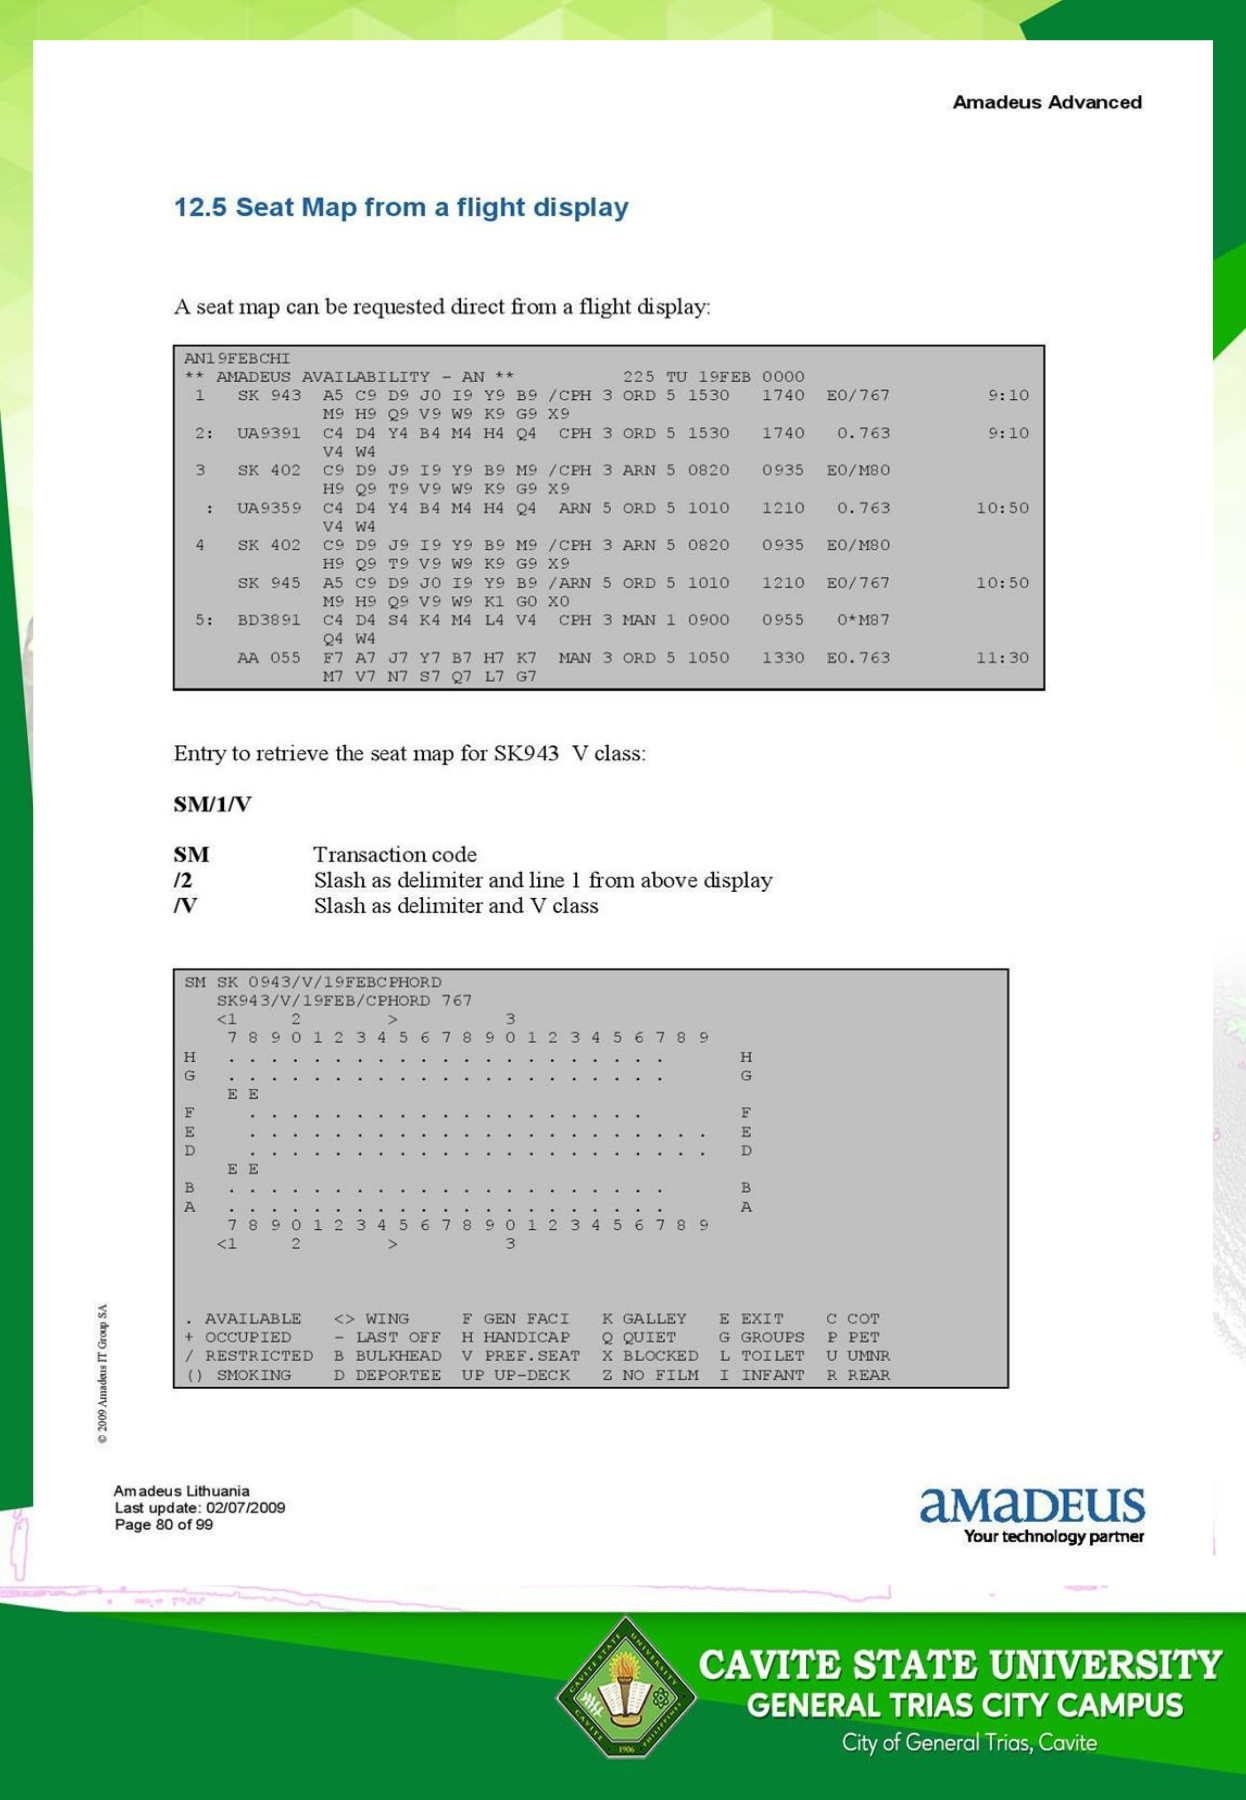 Amadeus Advanced
12.5 Seat Map from a flight display
A seat map can be requested direct from a flight display:
AN19FEBCHI
** AMADEUS AVAILABILITY - AN ** 225 TU 19FEB 0000
1 SK 943 A5 C9 D9 J0 I9 Y9 B9 /CPH 3 ORD 5 1530 1740 E0/767 9:10
M9 H9 Q9 V9 W9 K9 G9 X9
2: UA9391 C4 D4 Y4 B4 M4 H4 Q4 CPH 3 ORD 5 1530 1740 0.763 9:10
V4 W4
3 SK 402 C9 D9 J9 I9 Y9 B9 M9 /CPH 3 ARN 5 0820 0935 E0/M80
H9 Q9 T9 V9 W9 K9 G9 X9
: UA9359 C4 D4 Y4 B4 M4 H4 Q4 ARN 5 ORD 5 1010 1210 0.763 10:50
V4 W4
4 SK 402 C9 D9 J9 I9 Y9 B9 M9 /CPH 3 ARN 5 0820 0935 E0/M80
H9 Q9 T9 V9 W9 K9 G9 X9
SK 945 A5 C9 D9 J0 I9 Y9 B9 /ARN 5 ORD 5 1010 1210 E0/767 10:50
M9 H9 Q9 V9 W9 K1 G0 X0
5: BD3891 C4 D4 S4 K4 M4 L4 V4 CPH 3 MAN 1 0900 0955 0*M87
Q4 W4
AA 055 F7 A7 J7 Y7 B7 H7 K7 MAN 3 ORD 5 1050 1330 E0.763 11:30
M7 V7 N7 S7 Q7 L7 G7
Entry to retrieve the seat map for SK943 V class:
SM/1/V
SM Transaction code
/2 Slash as delimiter and line 1 from above display
/V Slash as delimiter and V class
SM SK 0943/V/19FEBCPHORD
SK943/V/19FEB/CPHORD 767
<1 2 > 3
7 8 9 0 1 2 3 4 5 6 7 8 9 0 1 2 3 4 5 6 7 8 9
H . . . . . . . . . . . . . . . . . . . . . H
G . . . . . . . . . . . . . . . . . . . . . G
E E
F . . . . . . . . . . . . . . . . . . . F
E . . . . . . . . . . . . . . . . . . . . . . E
D . . . . . . . . . . . . . . . . . . . . . . D
E E
B . . . . . . . . . . . . . . . . . . . . . B
A . . . . . . . . . . . . . . . . . . . . . A
7 8 9 0 1 2 3 4 5 6 7 8 9 0 1 2 3 4 5 6 7 8 9
<1 2 > 3
. AVAILABLE <> WING F GEN FACI K GALLEY E EXIT C COT
+ OCCUPIED - LAST OFF H HANDICAP Q QUIET G GROUPS P PET
/ RESTRICTED B BULKHEAD V PREF.SEAT X BLOCKED L TOILET U UMNR
() SMOKING D DEPORTEE UP UP-DECK Z NO FILM I INFANT R REAR
© 2009 Amadeus IT Group SA
Amadeus Lithuania
Last update: 02/07/2009
Page 80 of 99
aMaDEUS
Your technology partner
CAVITE STATE UNIVERSITY
CAVITE PHILIPPINES
1906
CAVITE STATE UNIVERSITY
GENERAL TRIAS CITY CAMPUS
City of General Trias, Cavite